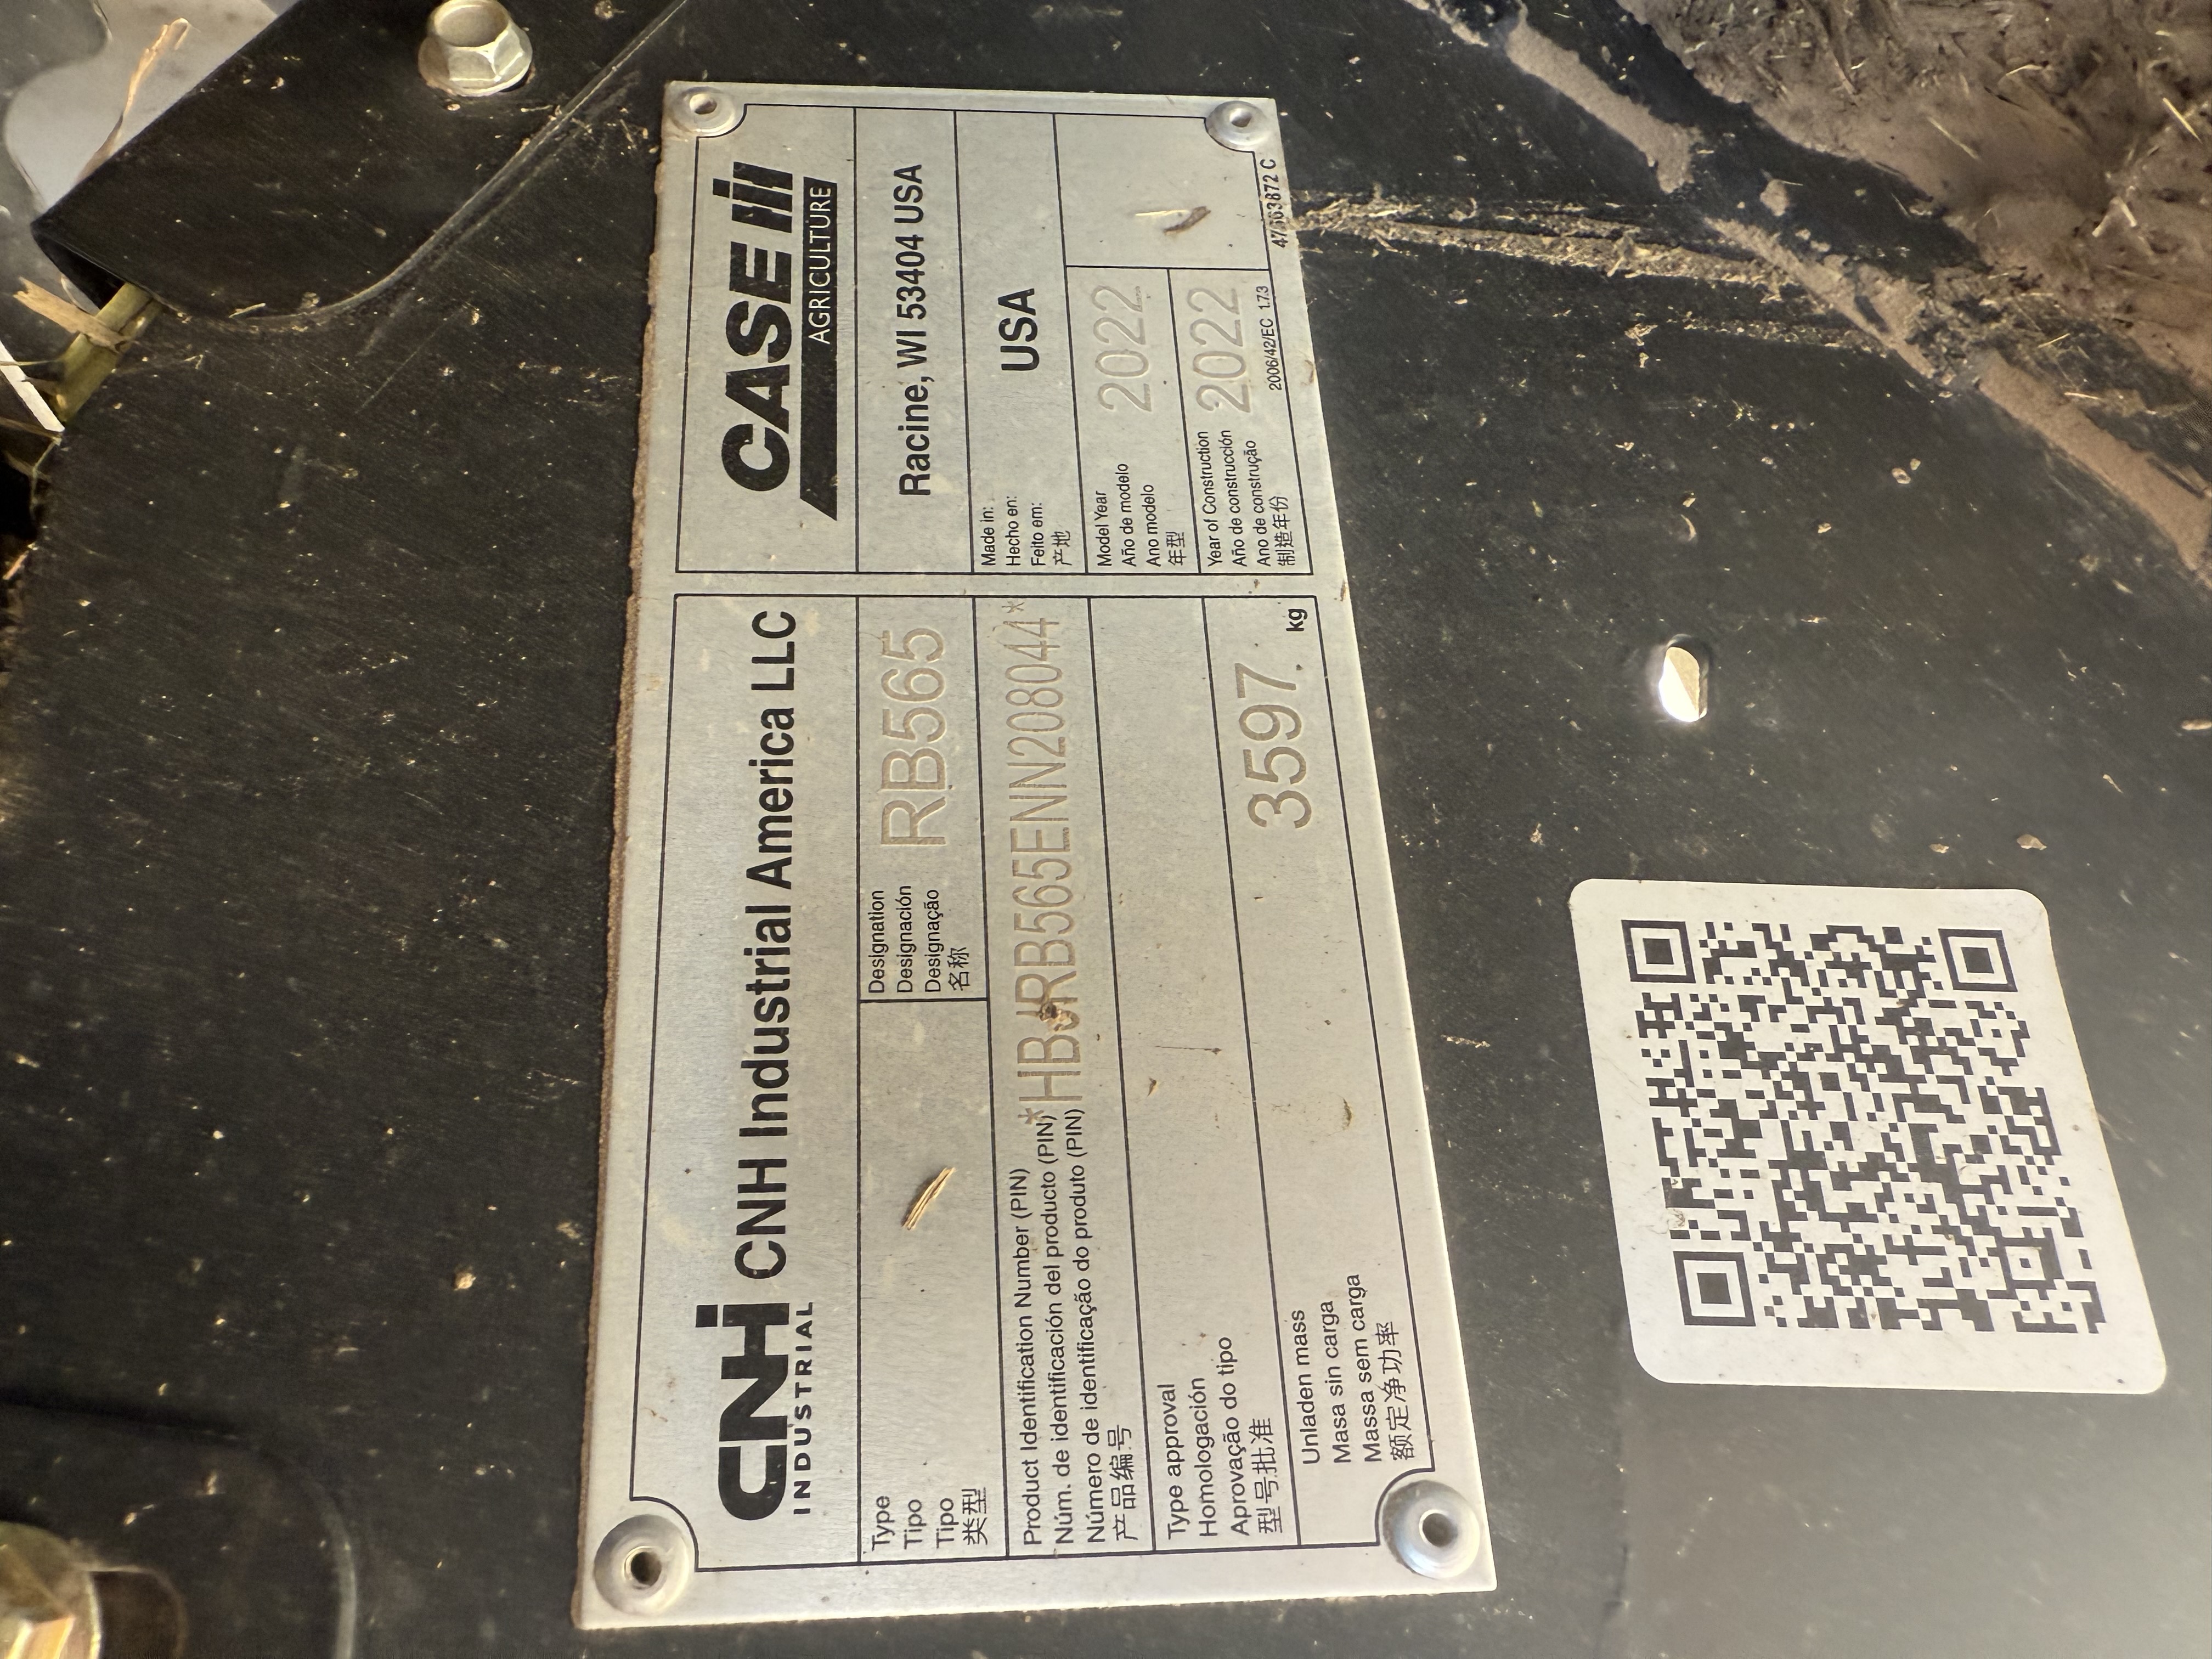 CNH
INDUSTRIAL
CNH Industrial America LLC
Type
Tipo
Tipo
类型
Designation
Designación
Designação
名称
RB565
Product Identification Number (PIN)
Núm. de identificación del producto (PIN)
Número de identificação do produto (PIN)
产品编号
*HBJRB565ENN208044*
Type approval
Homologación
Aprovação do tipo
型号批准
Unladen mass
Masa sin carga
Massa sem carga
额定净功率
3597
kg
CASE IH
AGRICULTURE
Racine, WI 53404 USA
Made in:
Hecho en:
Feito em:
产地
USA
Model Year
Año de modelo
Ano modelo
年型
2022
Year of Construction
Año de construcción
Ano de construção
制造年份
2022
2006/42/EC 1.7.3